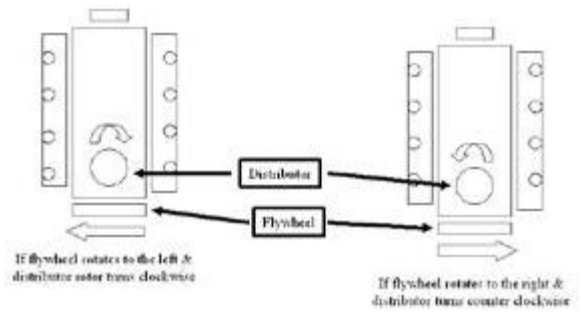 Distributor
Flywheel
If flywheel rotates to the left &
distributor rotor turns clockwise
If flywheel rotates to the right &
distributor turns counter clockwise